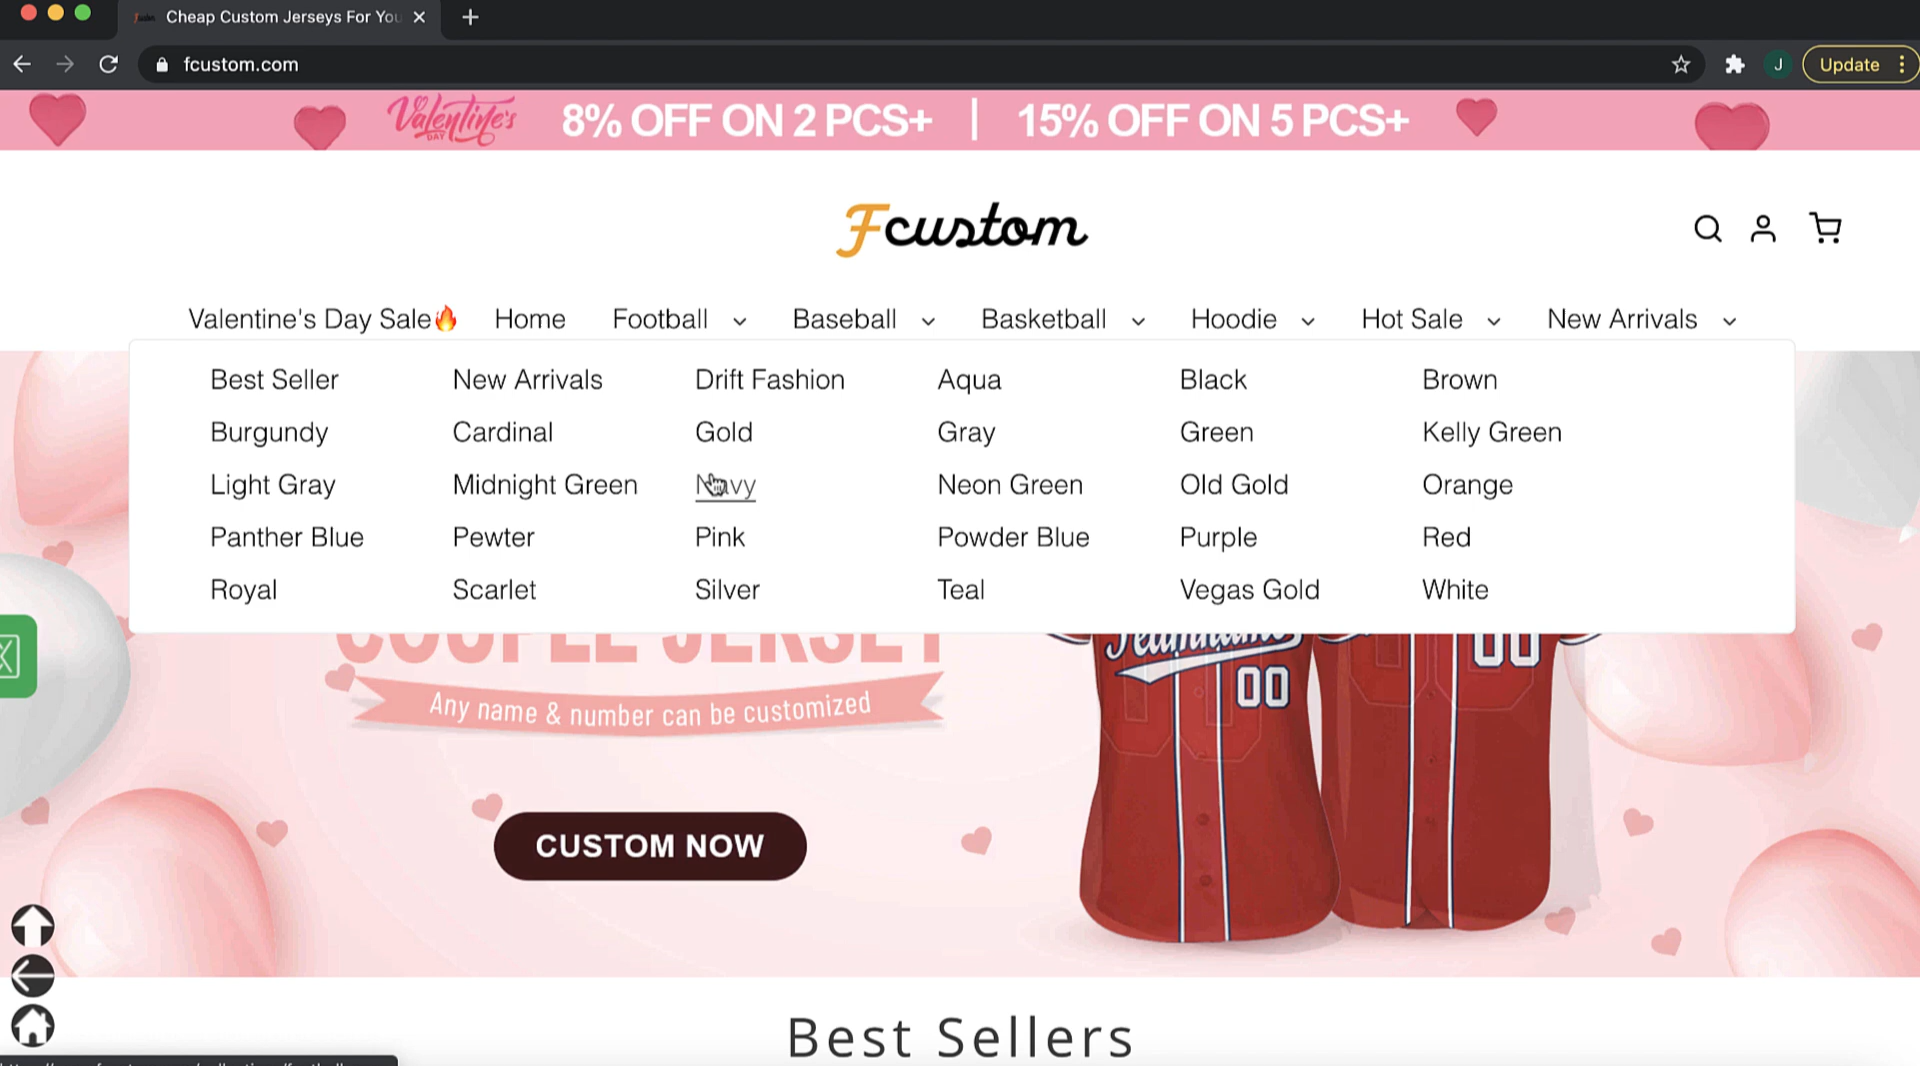 Cheap Custom Jerseys For You
fcustom.com
J
Update
Valentine's DAY 8% OFF ON 2 PCS+ | 15% OFF ON 5 PCS+
Fcustom
Valentine's Day Sale🔥 Home Football Baseball Basketball Hoodie Hot Sale New Arrivals
Best Seller New Arrivals Drift Fashion Aqua Black Brown
Burgundy Cardinal Gold Gray Green Kelly Green
Light Gray Midnight Green Navy Neon Green Old Gold Orange
Panther Blue Pewter Pink Powder Blue Purple Red
Royal Scarlet Silver Teal Vegas Gold White
COUPLE JERSEY
Teamname
00
00
Any name & number can be customized
CUSTOM NOW
Best Sellers